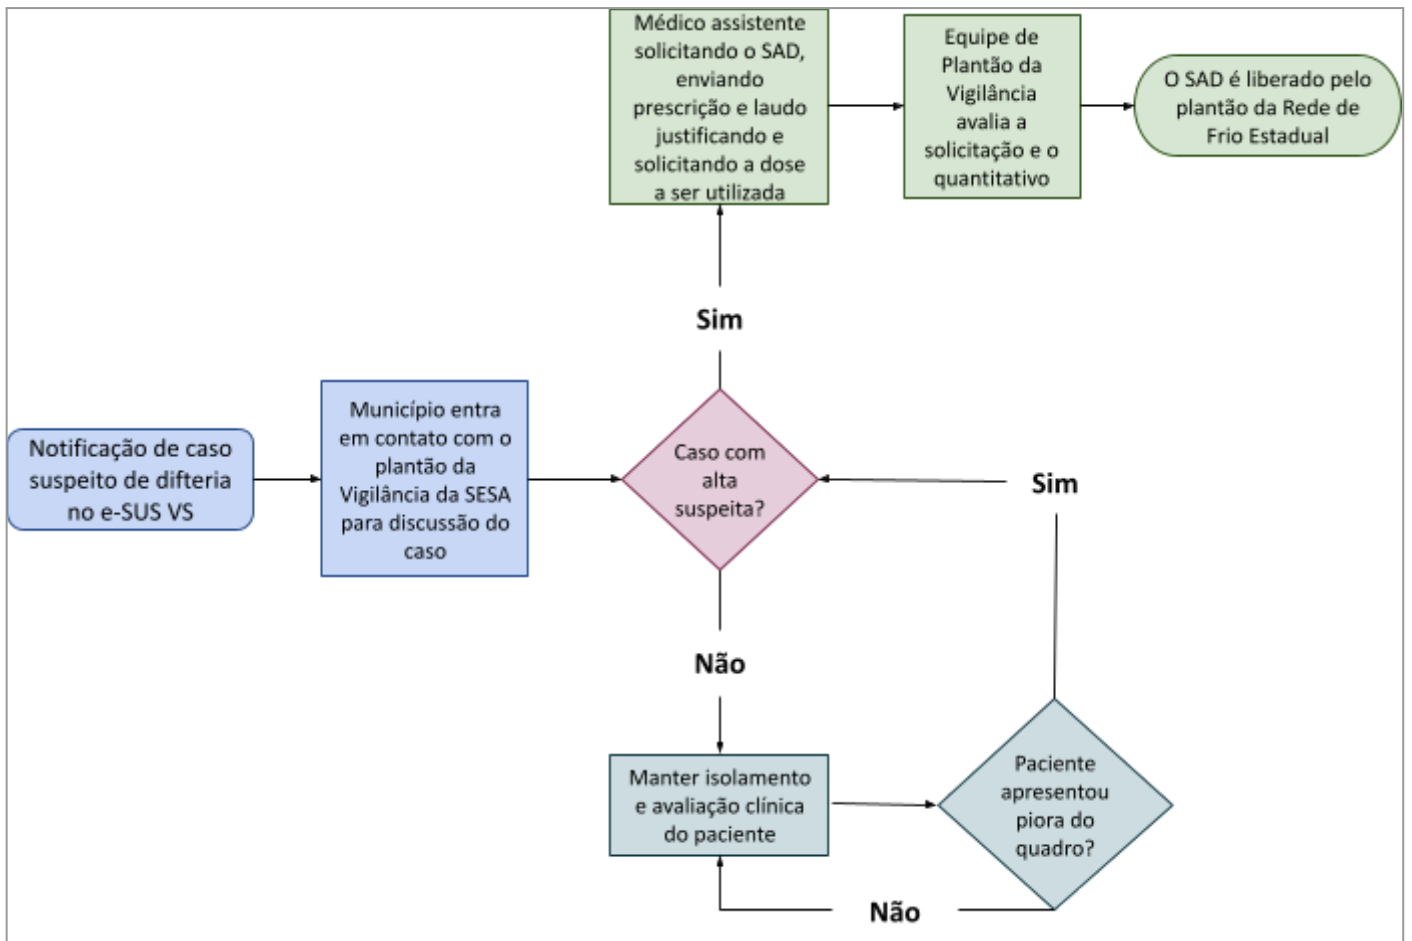 Médico assistente
solicitando o SAD,
enviando
prescrição e laudo
justificando e
solicitando a dose
a ser utilizada
Equipe de
Plantão da
Vigilância
avalia a
solicitação e o
quantitativo
O SAD é liberado pelo
plantão da Rede de
Frio Estadual
Sim
Notificação de caso
suspeito de difteria
no e-SUS VS
Município entra
em contato com o
plantão da
Vigilância da SESA
para discussão do
caso
Caso com
alta
suspeita?
Sim
Não
Manter isolamento
e avaliação clínica
do paciente
Paciente
apresentou
piora do
quadro?
Não